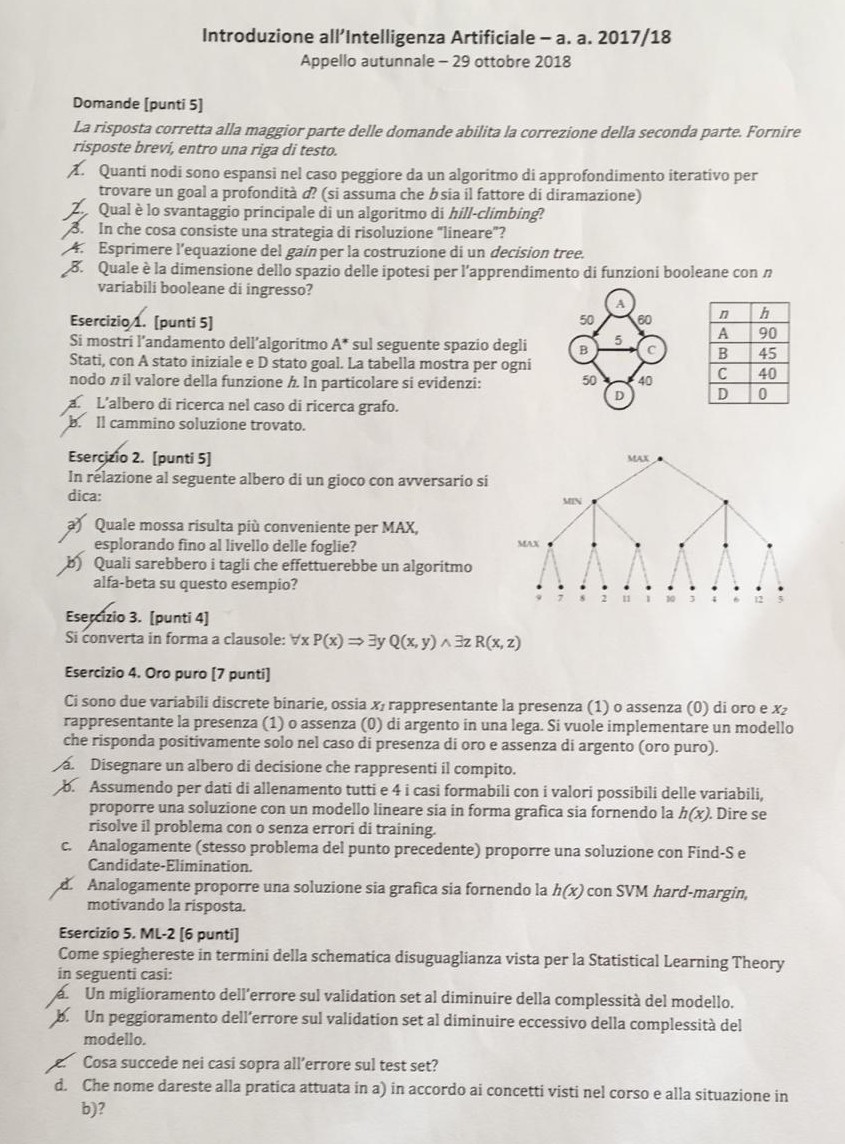 Introduzione all'Intelligenza Artificiale – a. a. 2017/18
Appello autunnale – 29 ottobre 2018
Domande [punti 5]
La risposta corretta alla maggior parte delle domande abilita la correzione della seconda parte. Fornire
risposte brevi, entro una riga di testo.
1. Quanti nodi sono espansi nel caso peggiore da un algoritmo di approfondimento iterativo per
trovare un goal a profondità d? (si assuma che b sia il fattore di diramazione)
2. Qual è lo svantaggio principale di un algoritmo di hill-climbing?
3. In che cosa consiste una strategia di risoluzione "lineare"?
4. Esprimere l'equazione del gain per la costruzione di un decision tree.
5. Quale è la dimensione dello spazio delle ipotesi per l'apprendimento di funzioni booleane con n
variabili booleane di ingresso?
Esercizio 1. [punti 5]
Si mostri l'andamento dell'algoritmo A* sul seguente spazio degli
Stati, con A stato iniziale e D stato goal. La tabella mostra per ogni
nodo n il valore della funzione h. In particolare si evidenzi:
a. L'albero di ricerca nel caso di ricerca grafo.
b. Il cammino soluzione trovato.
A
50 60
B 5 C
50 40
D
n h
A 90
B 45
C 40
D 0
Esercizio 2. [punti 5]
In relazione al seguente albero di un gioco con avversario si
dica:
a) Quale mossa risulta più conveniente per MAX,
esplorando fino al livello delle foglie?
b) Quali sarebbero i tagli che effettuerebbe un algoritmo
alfa-beta su questo esempio?
MAX
MIN
MAX
9 7 8 2 11 1 10 3 4 6 12 5
Esercizio 3. [punti 4]
Si converta in forma a clausole: ∀x P(x) ⇒ ∃y Q(x, y) ∧ ∃z R(x, z)
Esercizio 4. Oro puro [7 punti]
Ci sono due variabili discrete binarie, ossia x₁ rappresentante la presenza (1) o assenza (0) di oro e x₂
rappresentante la presenza (1) o assenza (0) di argento in una lega. Si vuole implementare un modello
che risponda positivamente solo nel caso di presenza di oro e assenza di argento (oro puro).
a. Disegnare un albero di decisione che rappresenti il compito.
b. Assumendo per dati di allenamento tutti e 4 i casi formabili con i valori possibili delle variabili,
proporre una soluzione con un modello lineare sia in forma grafica sia fornendo la h(x). Dire se
risolve il problema con o senza errori di training.
c. Analogamente (stesso problema del punto precedente) proporre una soluzione con Find-S e
Candidate-Elimination.
d. Analogamente proporre una soluzione sia grafica sia fornendo la h(x) con SVM hard-margin,
motivando la risposta.
Esercizio 5. ML-2 [6 punti]
Come spieghereste in termini della schematica disuguaglianza vista per la Statistical Learning Theory
in seguenti casi:
a. Un miglioramento dell'errore sul validation set al diminuire della complessità del modello.
b. Un peggioramento dell'errore sul validation set al diminuire eccessivo della complessità del
modello.
c. Cosa succede nei casi sopra all'errore sul test set?
d. Che nome dareste alla pratica attuata in a) in accordo ai concetti visti nel corso e alla situazione in
b)?